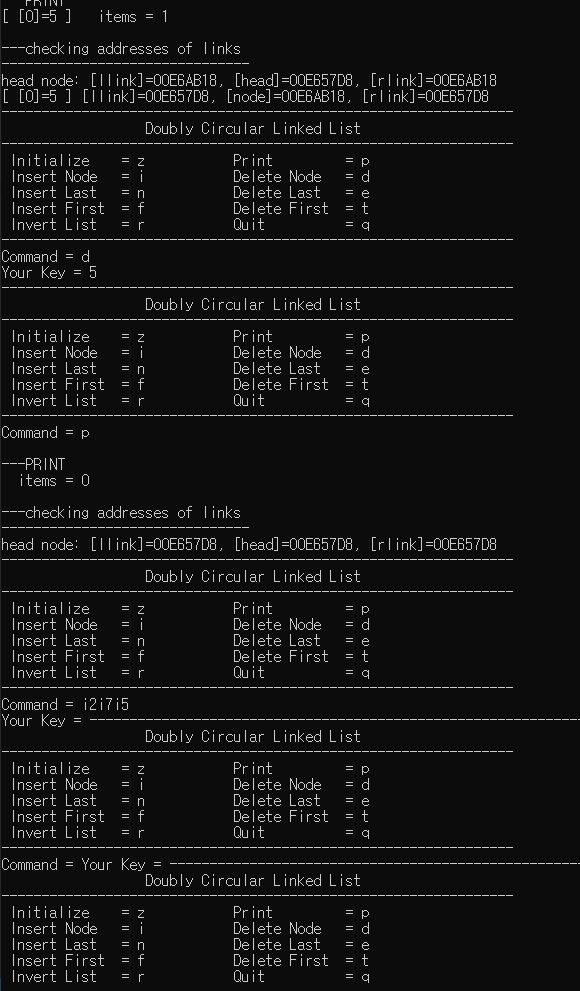 ---PRINT
[ [0]=5 ]   items = 1

---checking addresses of links
-------------------------------
head node: [llink]=00E6AB18, [head]=00E657D8, [rlink]=00E6AB18
[ [0]=5 ] [llink]=00E657D8, [node]=00E6AB18, [rlink]=00E657D8
----------------------------------------------------------------
                  Doubly Circular Linked List
----------------------------------------------------------------
 Initialize    = z           Print         = p
 Insert Node   = i           Delete Node   = d
 Insert Last   = n           Delete Last   = e
 Insert First  = f           Delete First  = t
 Invert List   = r           Quit          = q
----------------------------------------------------------------
Command = d
Your Key = 5
----------------------------------------------------------------
                  Doubly Circular Linked List
----------------------------------------------------------------
 Initialize    = z           Print         = p
 Insert Node   = i           Delete Node   = d
 Insert Last   = n           Delete Last   = e
 Insert First  = f           Delete First  = t
 Invert List   = r           Quit          = q
----------------------------------------------------------------
Command = p

---PRINT
  items = 0

---checking addresses of links
-------------------------------
head node: [llink]=00E657D8, [head]=00E657D8, [rlink]=00E657D8
----------------------------------------------------------------
                  Doubly Circular Linked List
----------------------------------------------------------------
 Initialize    = z           Print         = p
 Insert Node   = i           Delete Node   = d
 Insert Last   = n           Delete Last   = e
 Insert First  = f           Delete First  = t
 Invert List   = r           Quit          = q
----------------------------------------------------------------
Command = i2i7i5
Your Key = ----------------------------------------------------------------
                  Doubly Circular Linked List
----------------------------------------------------------------
 Initialize    = z           Print         = p
 Insert Node   = i           Delete Node   = d
 Insert Last   = n           Delete Last   = e
 Insert First  = f           Delete First  = t
 Invert List   = r           Quit          = q
----------------------------------------------------------------
Command = Your Key = ----------------------------------------------------------------
                  Doubly Circular Linked List
----------------------------------------------------------------
 Initialize    = z           Print         = p
 Insert Node   = i           Delete Node   = d
 Insert Last   = n           Delete Last   = e
 Insert First  = f           Delete First  = t
 Invert List   = r           Quit          = q